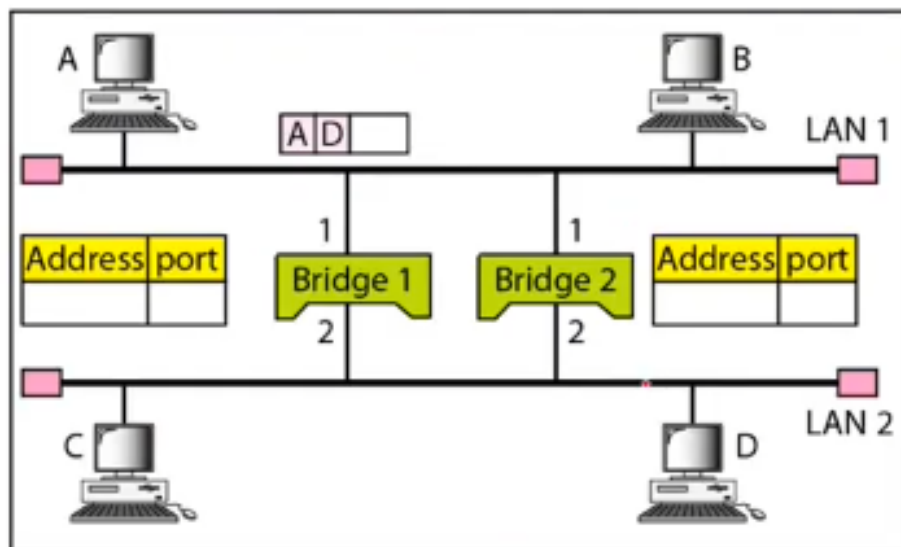 A
B
A D
LAN 1
1
1
Address port
Bridge 1
Bridge 2
Address port
2
2
LAN 2
C
D